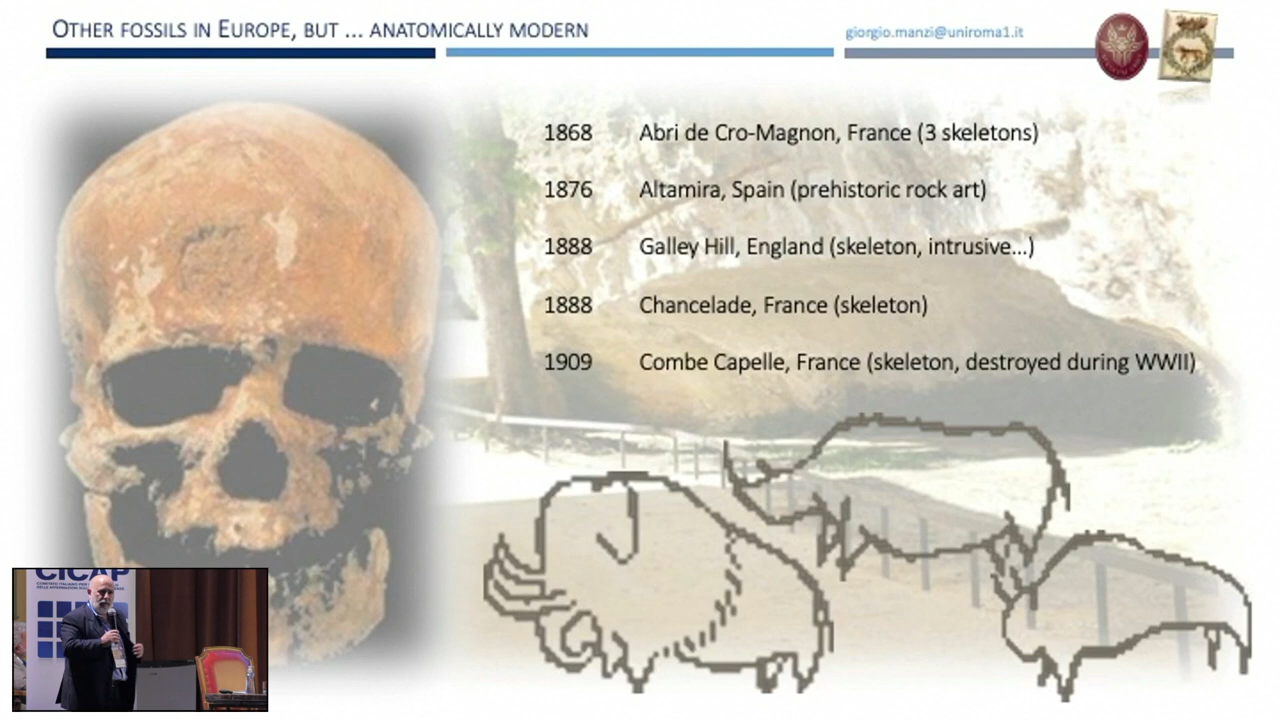 OTHER FOSSILS IN EUROPE, BUT ... ANATOMICALLY MODERN
giorgio.manzi@uniroma1.it
1868 Abri de Cro-Magnon, France (3 skeletons)
1876 Altamira, Spain (prehistoric rock art)
1888 Galley Hill, England (skeleton, intrusive...)
1888 Chancelade, France (skeleton)
1909 Combe Capelle, France (skeleton, destroyed during WWII)
CICAP